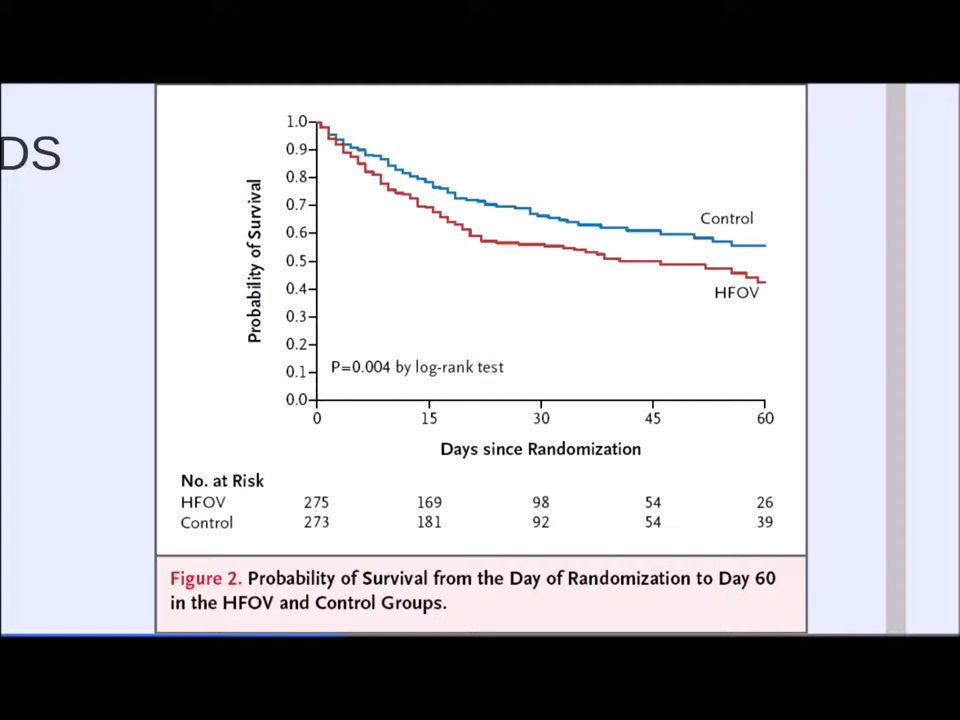 DS
1.0
0.9
0.8
0.7
0.6
0.5
0.4
0.3
0.2
0.1
0.0
Probability of Survival
Control
HFOV
P=0.004 by log-rank test
0 15 30 45 60
Days since Randomization
No. at Risk
HFOV 275 169 98 54 26
Control 273 181 92 54 39
Figure 2. Probability of Survival from the Day of Randomization to Day 60
in the HFOV and Control Groups.